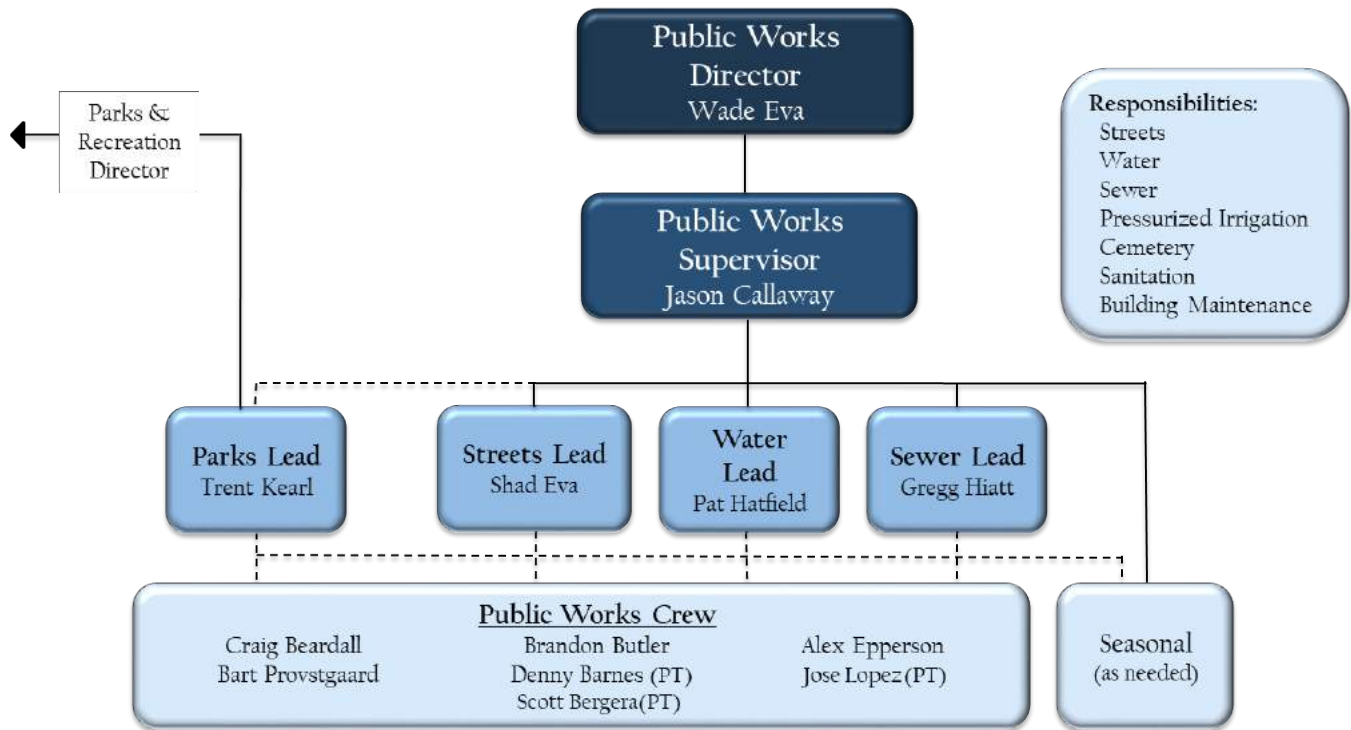 Public Works
Director
Wade Eva
Parks &
Recreation
Director
Responsibilities:
Streets
Water
Sewer
Pressurized Irrigation
Cemetery
Sanitation
Building Maintenance
Public Works
Supervisor
Jason Callaway
Parks Lead
Trent Kearl
Streets Lead
Shad Eva
Water
Lead
Pat Hatfield
Sewer Lead
Gregg Hiatt
Public Works Crew
Craig Beardall
Bart Provstgaard
Brandon Butler
Denny Barnes (PT)
Scott Bergera(PT)
Alex Epperson
Jose Lopez(PT)
Seasonal
(as needed)